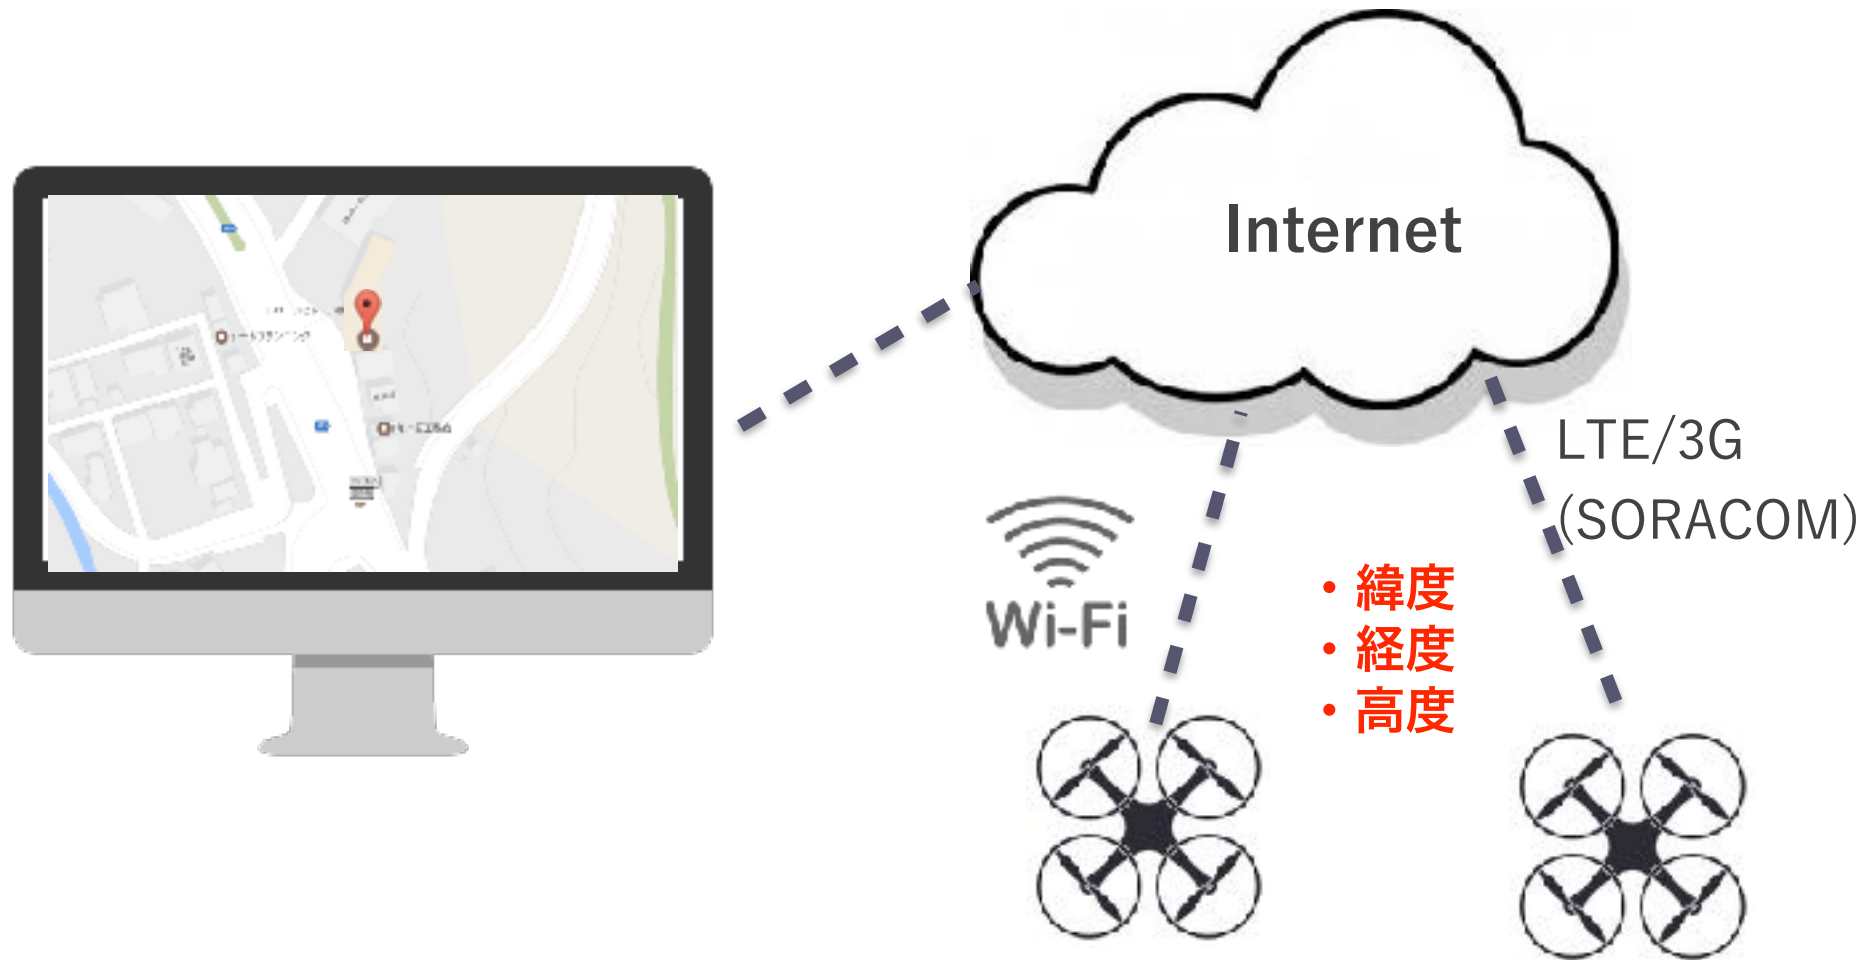 Internet
LTE/3G
(SORACOM)
Wi-Fi
・緯度
・経度
・高度